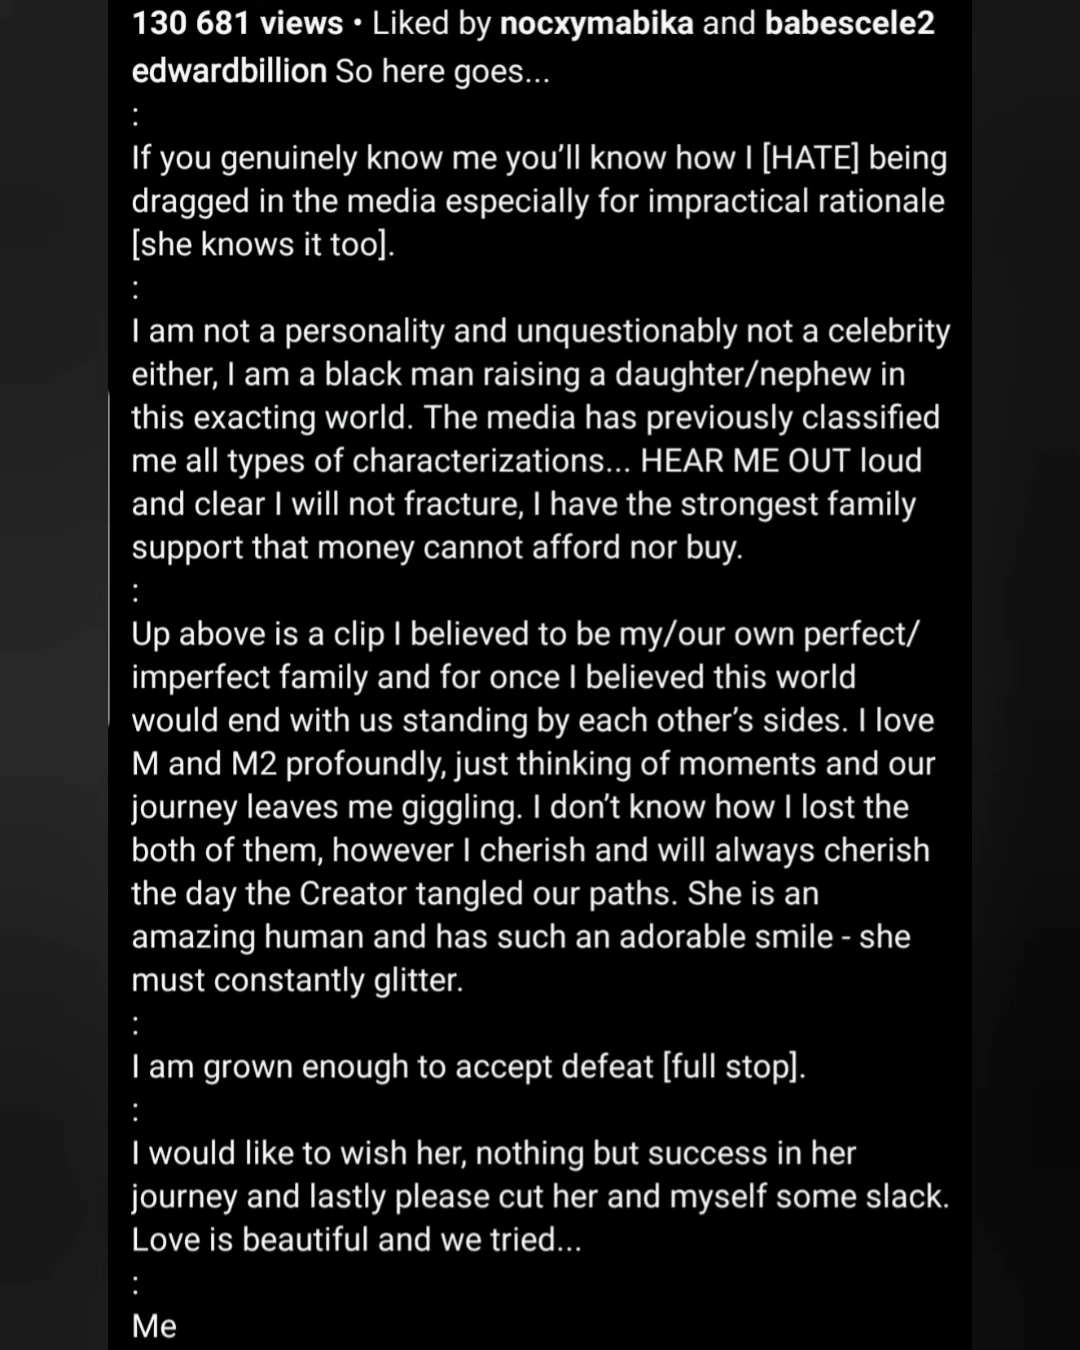 130 681 views • Liked by nocxymabika and babescele2
edwardbillion So here goes...
:
If you genuinely know me you’ll know how I [HATE] being
dragged in the media especially for impractical rationale
[she knows it too].
:
I am not a personality and unquestionably not a celebrity
either, I am a black man raising a daughter/nephew in
this exacting world. The media has previously classified
me all types of characterizations... HEAR ME OUT loud
and clear I will not fracture, I have the strongest family
support that money cannot afford nor buy.
:
Up above is a clip I believed to be my/our own perfect/
imperfect family and for once I believed this world
would end with us standing by each other’s sides. I love
M and M2 profoundly, just thinking of moments and our
journey leaves me giggling. I don’t know how I lost the
both of them, however I cherish and will always cherish
the day the Creator tangled our paths. She is an
amazing human and has such an adorable smile - she
must constantly glitter.
:
I am grown enough to accept defeat [full stop].
:
I would like to wish her, nothing but success in her
journey and lastly please cut her and myself some slack.
Love is beautiful and we tried...
:
Me